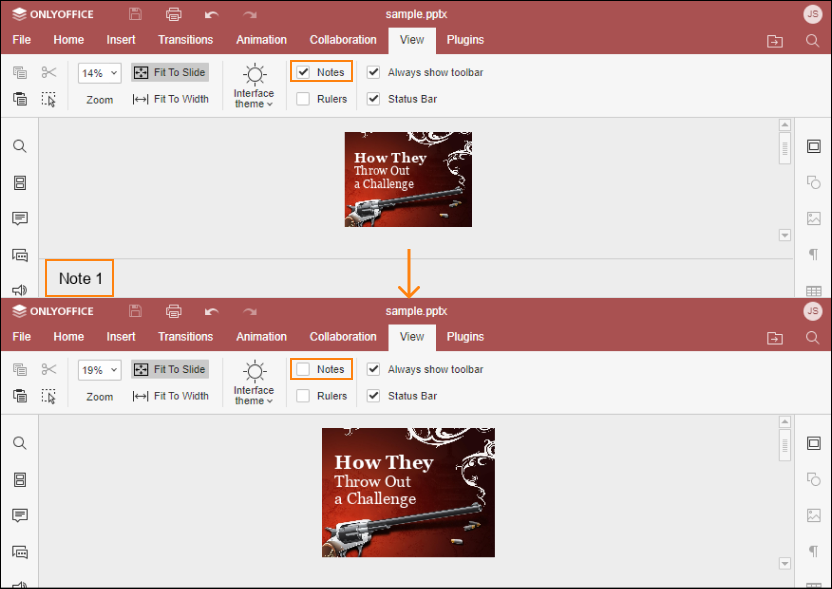 ONLYOFFICE
sample.pptx
JS
File Home Insert Transitions Animation Collaboration View Plugins
14% Fit To Slide Notes Always show toolbar
Zoom Fit To Width Interface theme Rulers Status Bar
How They
Throw Out
a Challenge
Note 1
ONLYOFFICE
sample.pptx
JS
File Home Insert Transitions Animation Collaboration View Plugins
19% Fit To Slide Notes Always show toolbar
Zoom Fit To Width Interface theme Rulers Status Bar
How They
Throw Out
a Challenge